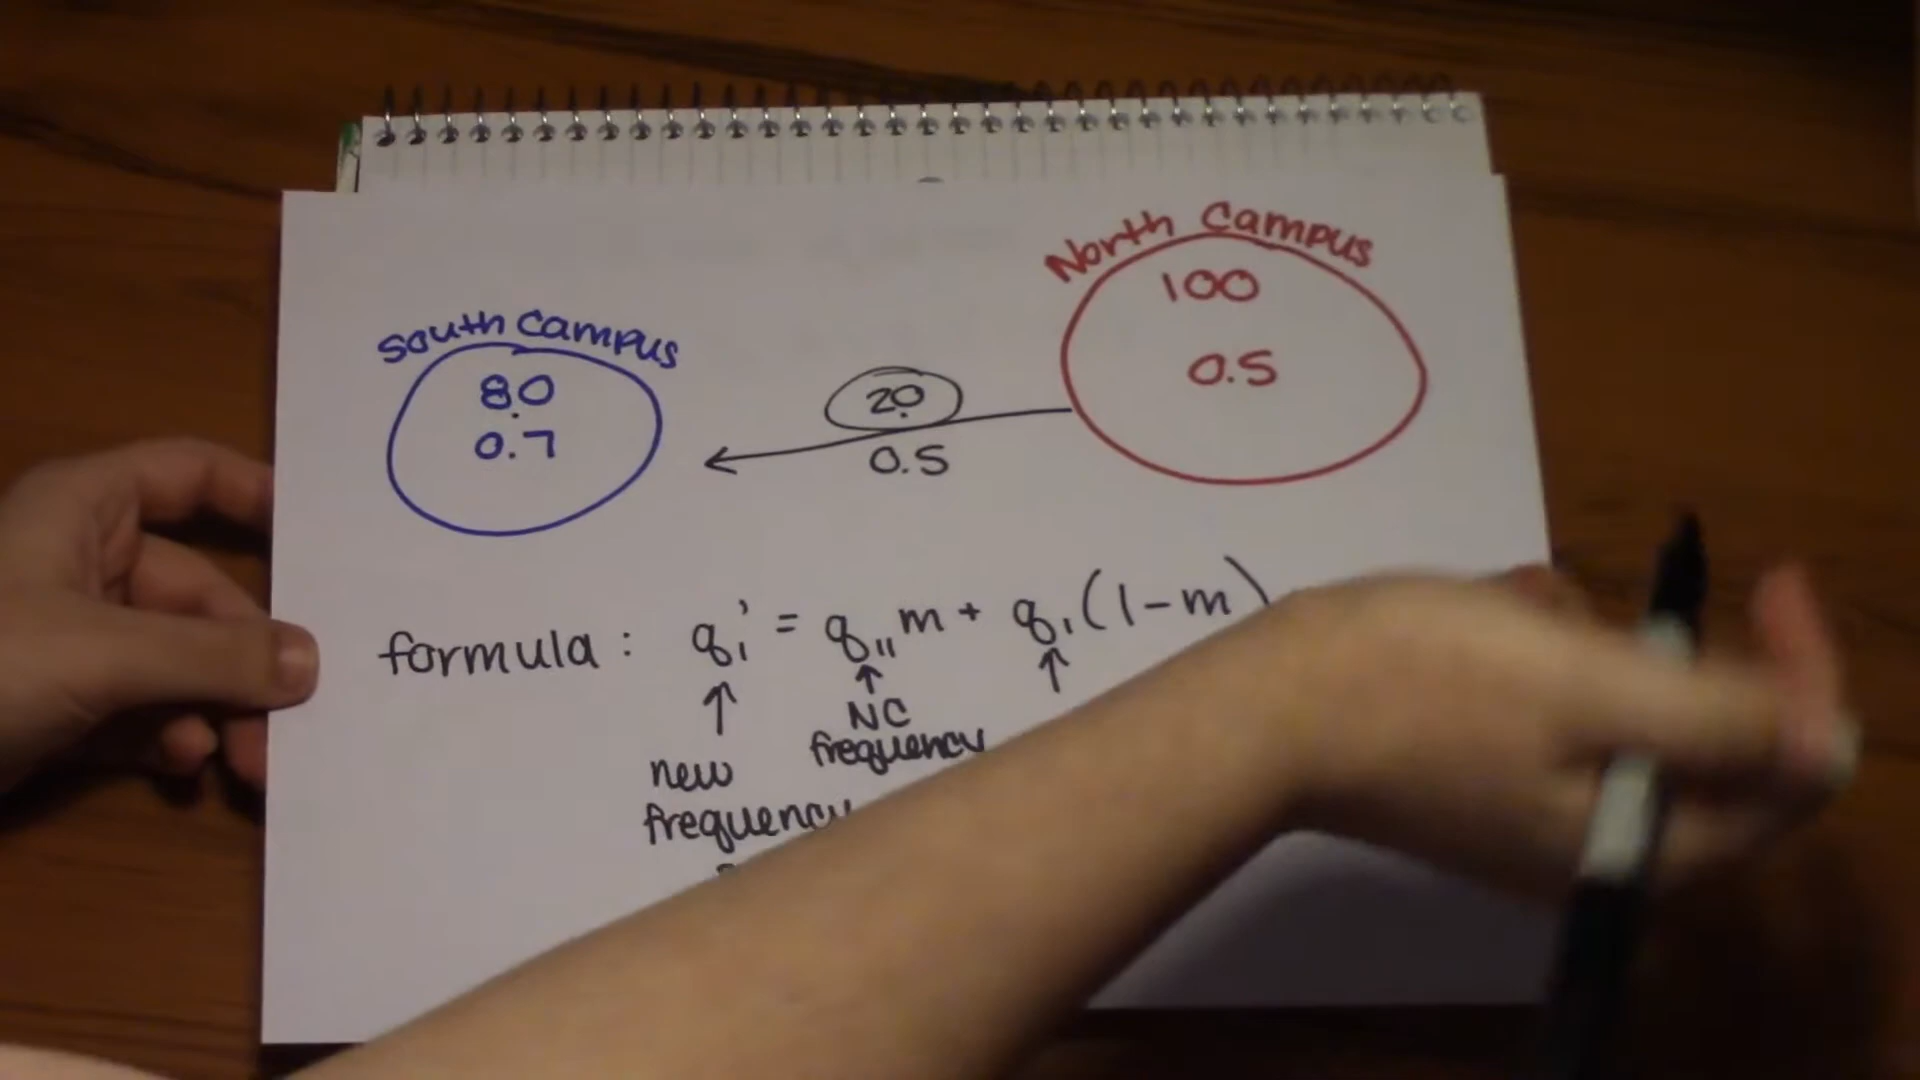 North Campus
100
0.5
South Campus
80
0.7
20
0.5
formula : q₁' = q₁₁m + q₁(1-m)
NC
frequency
new
frequency